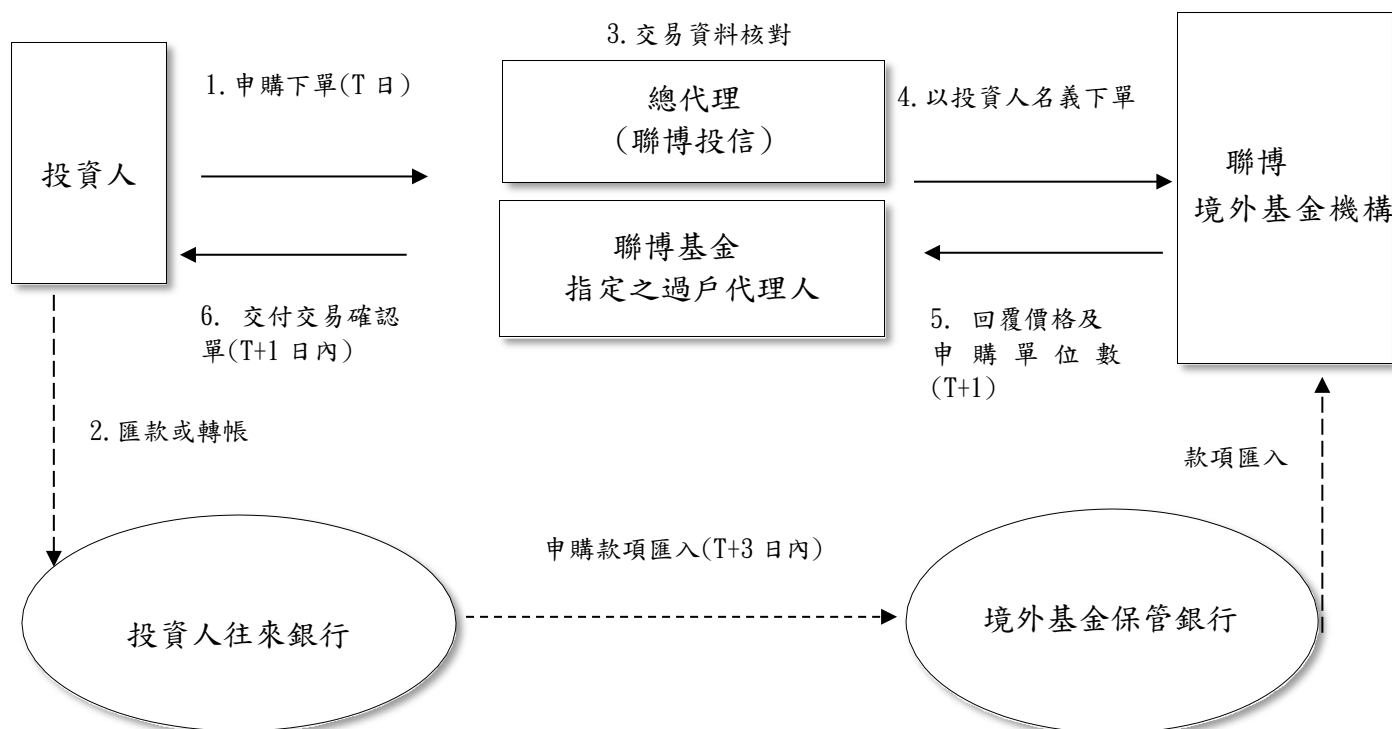 3.交易資料核對
1.申購下單(T 日)
總代理
(聯博投信)
4.以投資人名義下單
投資人
聯博
境外基金機構
聯博基金
指定之過戶代理人
6. 交付交易確認
單(T+1 日內)
5. 回覆價格及
申購單位數
(T+1)
2.匯款或轉帳
款項匯入
申購款項匯入(T+3 日內)
投資人往來銀行
境外基金保管銀行